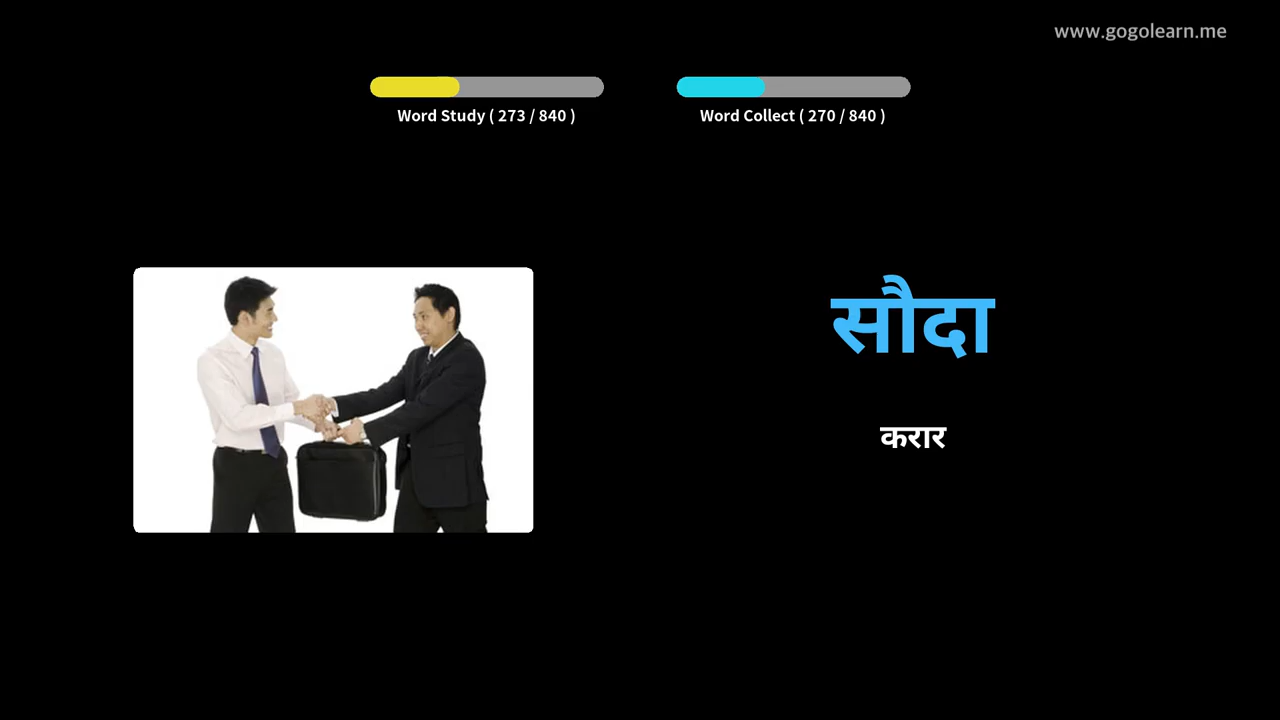 www.gogolearn.me
Word Study ( 273 / 840 )
Word Collect ( 270 / 840 )
सौदा
करार